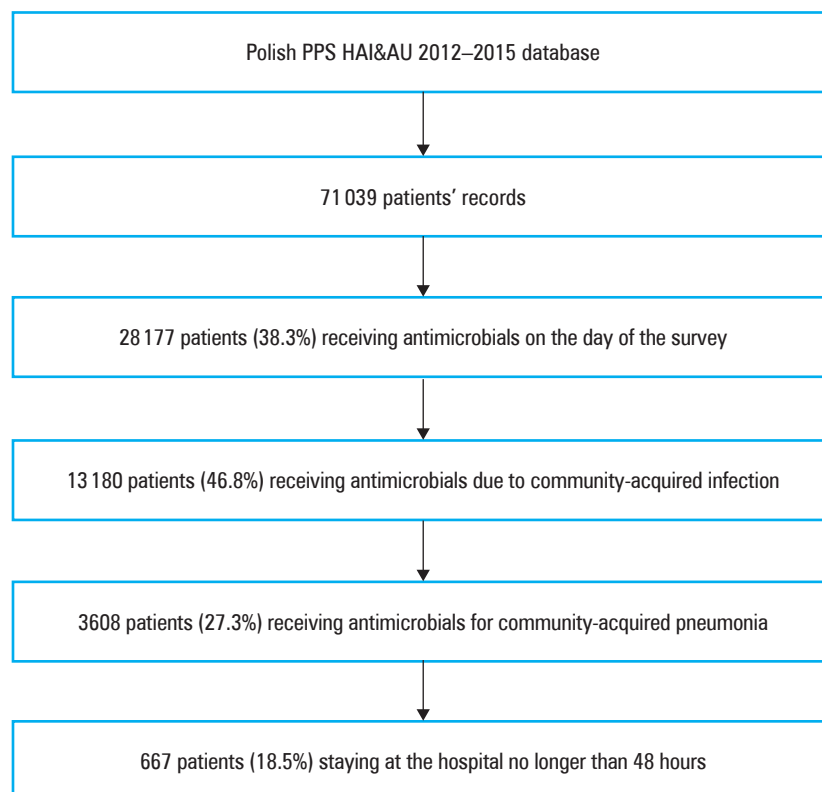 Polish PPS HAI&AU 2012–2015 database
71 039 patients’ records
28 177 patients (38.3%) receiving antimicrobials on the day of the survey
13 180 patients (46.8%) receiving antimicrobials due to community-acquired infection
3608 patients (27.3%) receiving antimicrobials for community-acquired pneumonia
667 patients (18.5%) staying at the hospital no longer than 48 hours